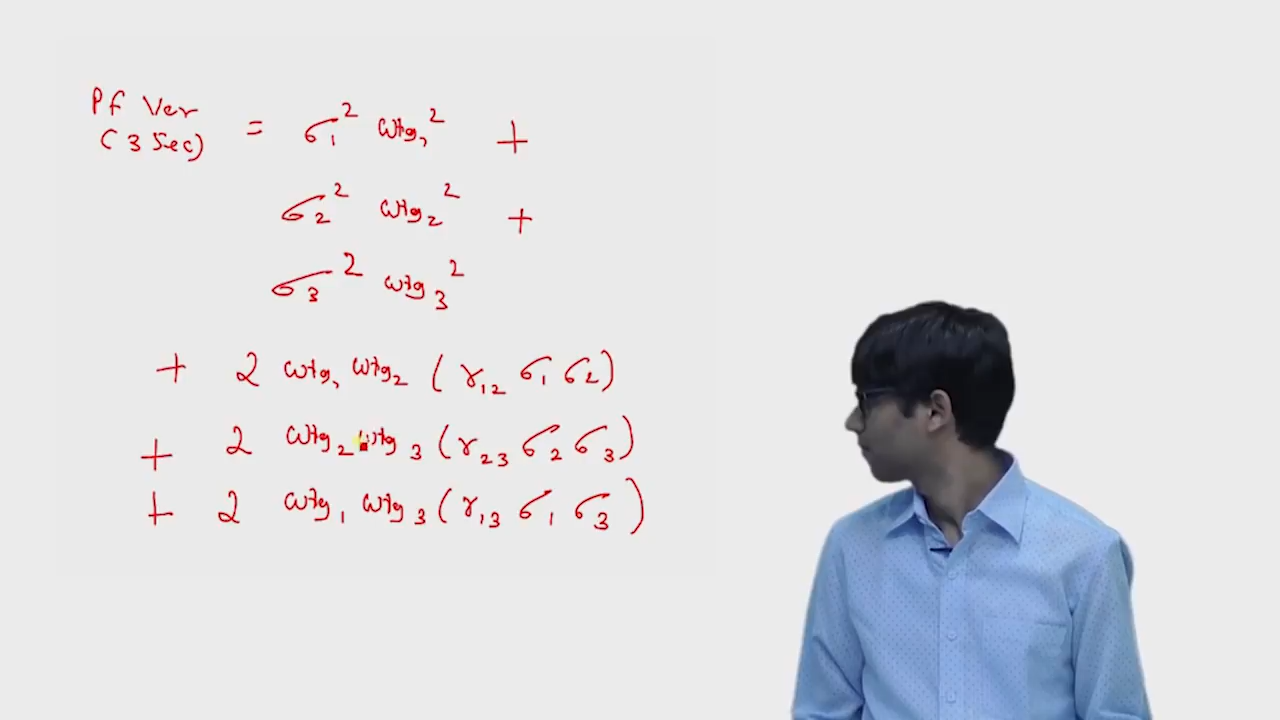 Pf Var
(3 Sec) = σ₁² wtg₁² +
σ₂² wtg₂² +
σ₃² wtg₃²
+ 2 wtg₁ wtg₂ (r₁₂ σ₁ σ₂)
+ 2 wtg₂ wtg₃ (r₂₃ σ₂ σ₃)
+ 2 wtg₁ wtg₃ (r₁₃ σ₁ σ₃)